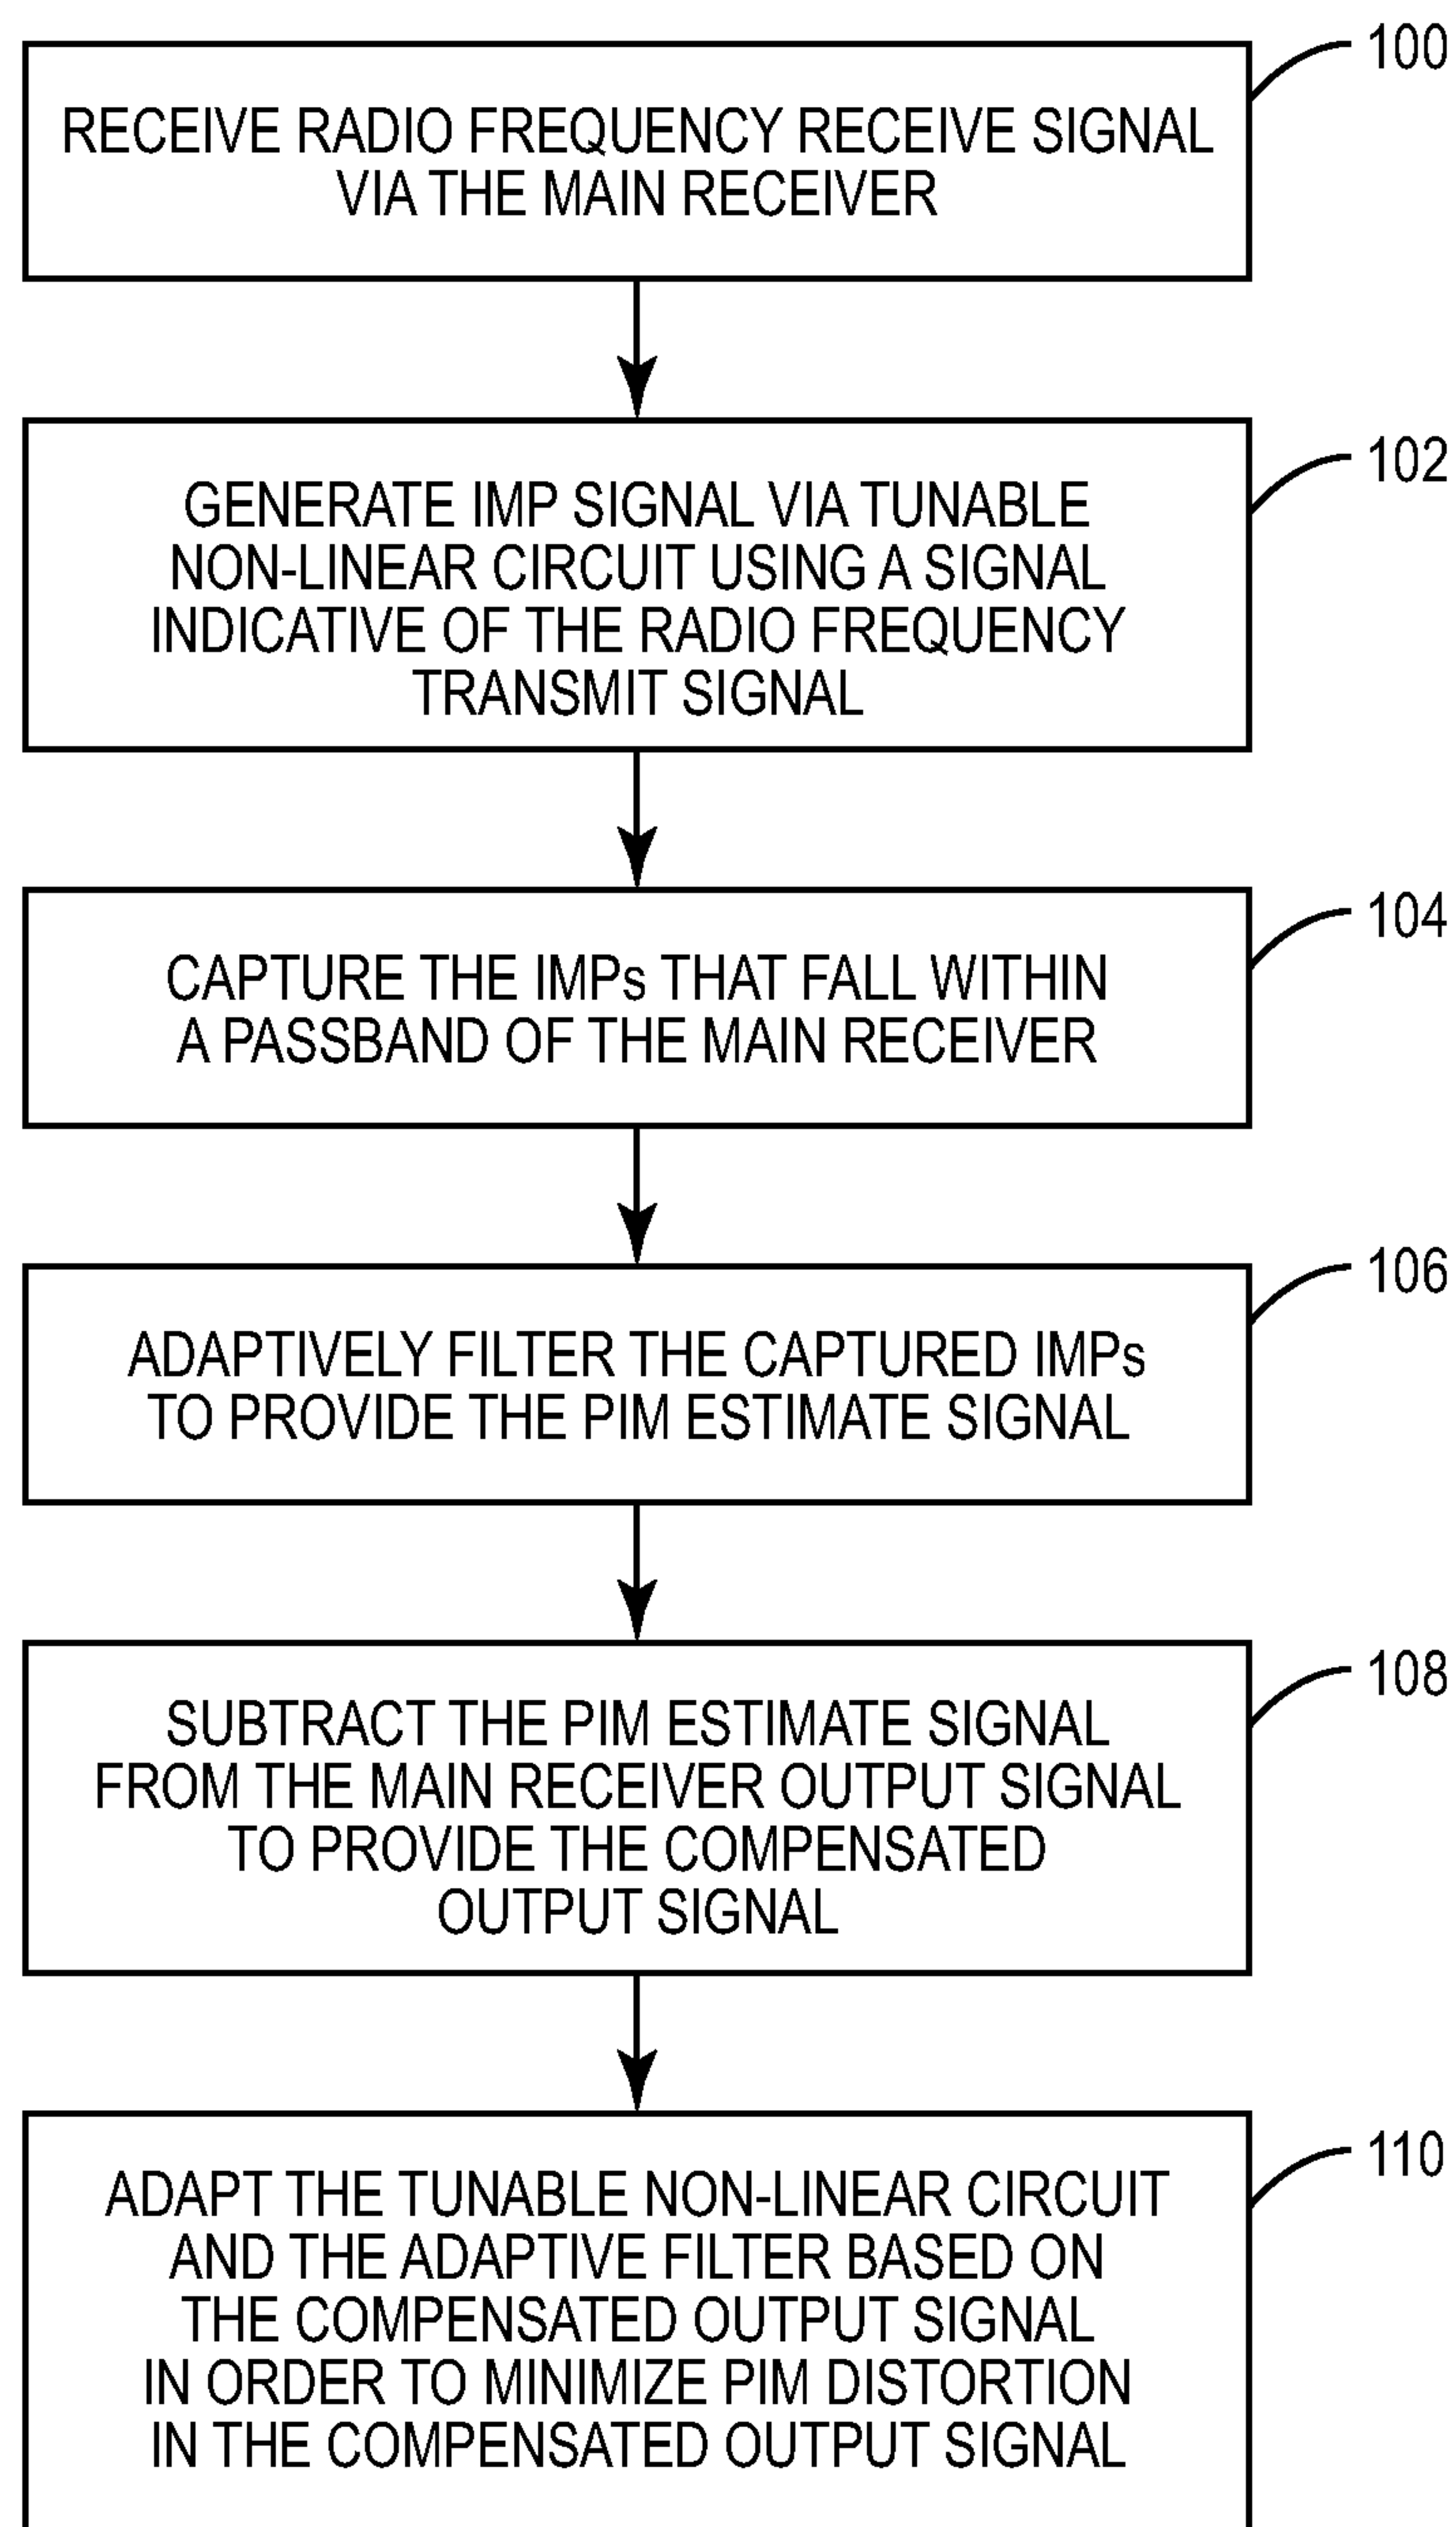 100
RECEIVE RADIO FREQUENCY RECEIVE SIGNAL
VIA THE MAIN RECEIVER
102
GENERATE IMP SIGNAL VIA TUNABLE
NON-LINEAR CIRCUIT USING A SIGNAL
INDICATIVE OF THE RADIO FREQUENCY
TRANSMIT SIGNAL
104
CAPTURE THE IMPs THAT FALL WITHIN
A PASSBAND OF THE MAIN RECEIVER
106
ADAPTIVELY FILTER THE CAPTURED IMPs
TO PROVIDE THE PIM ESTIMATE SIGNAL
108
SUBTRACT THE PIM ESTIMATE SIGNAL
FROM THE MAIN RECEIVER OUTPUT SIGNAL
TO PROVIDE THE COMPENSATED
OUTPUT SIGNAL
110
ADAPT THE TUNABLE NON-LINEAR CIRCUIT
AND THE ADAPTIVE FILTER BASED ON
THE COMPENSATED OUTPUT SIGNAL
IN ORDER TO MINIMIZE PIM DISTORTION
IN THE COMPENSATED OUTPUT SIGNAL